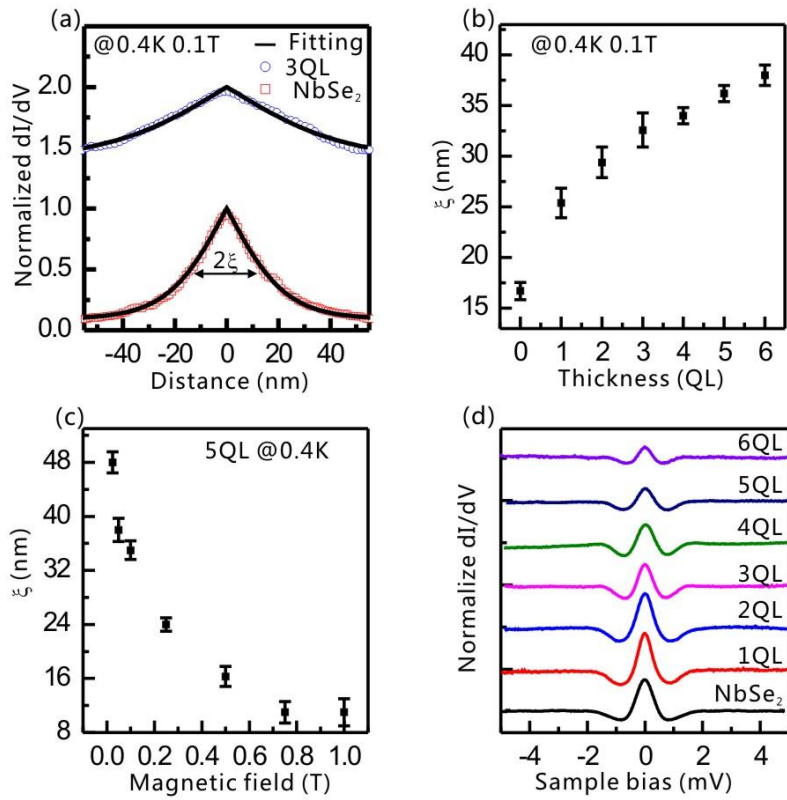 (a)
@0.4K 0.1T
Fitting
3QL
NbSe₂
2ξ
Normalized dI/dV
2.0
1.5
1.0
0.5
0.0
-40 -20 0 20 40
Distance (nm)
(b)
@0.4K 0.1T
ξ (nm)
40
35
30
25
20
15
0 1 2 3 4 5 6
Thickness (QL)
(c)
5QL @0.4K
ξ (nm)
48
40
32
24
16
8
0.0 0.2 0.4 0.6 0.8 1.0
Magnetic field (T)
(d)
Normalize dI/dV
6QL
5QL
4QL
3QL
2QL
1QL
NbSe₂
-4 -2 0 2 4
Sample bias (mV)